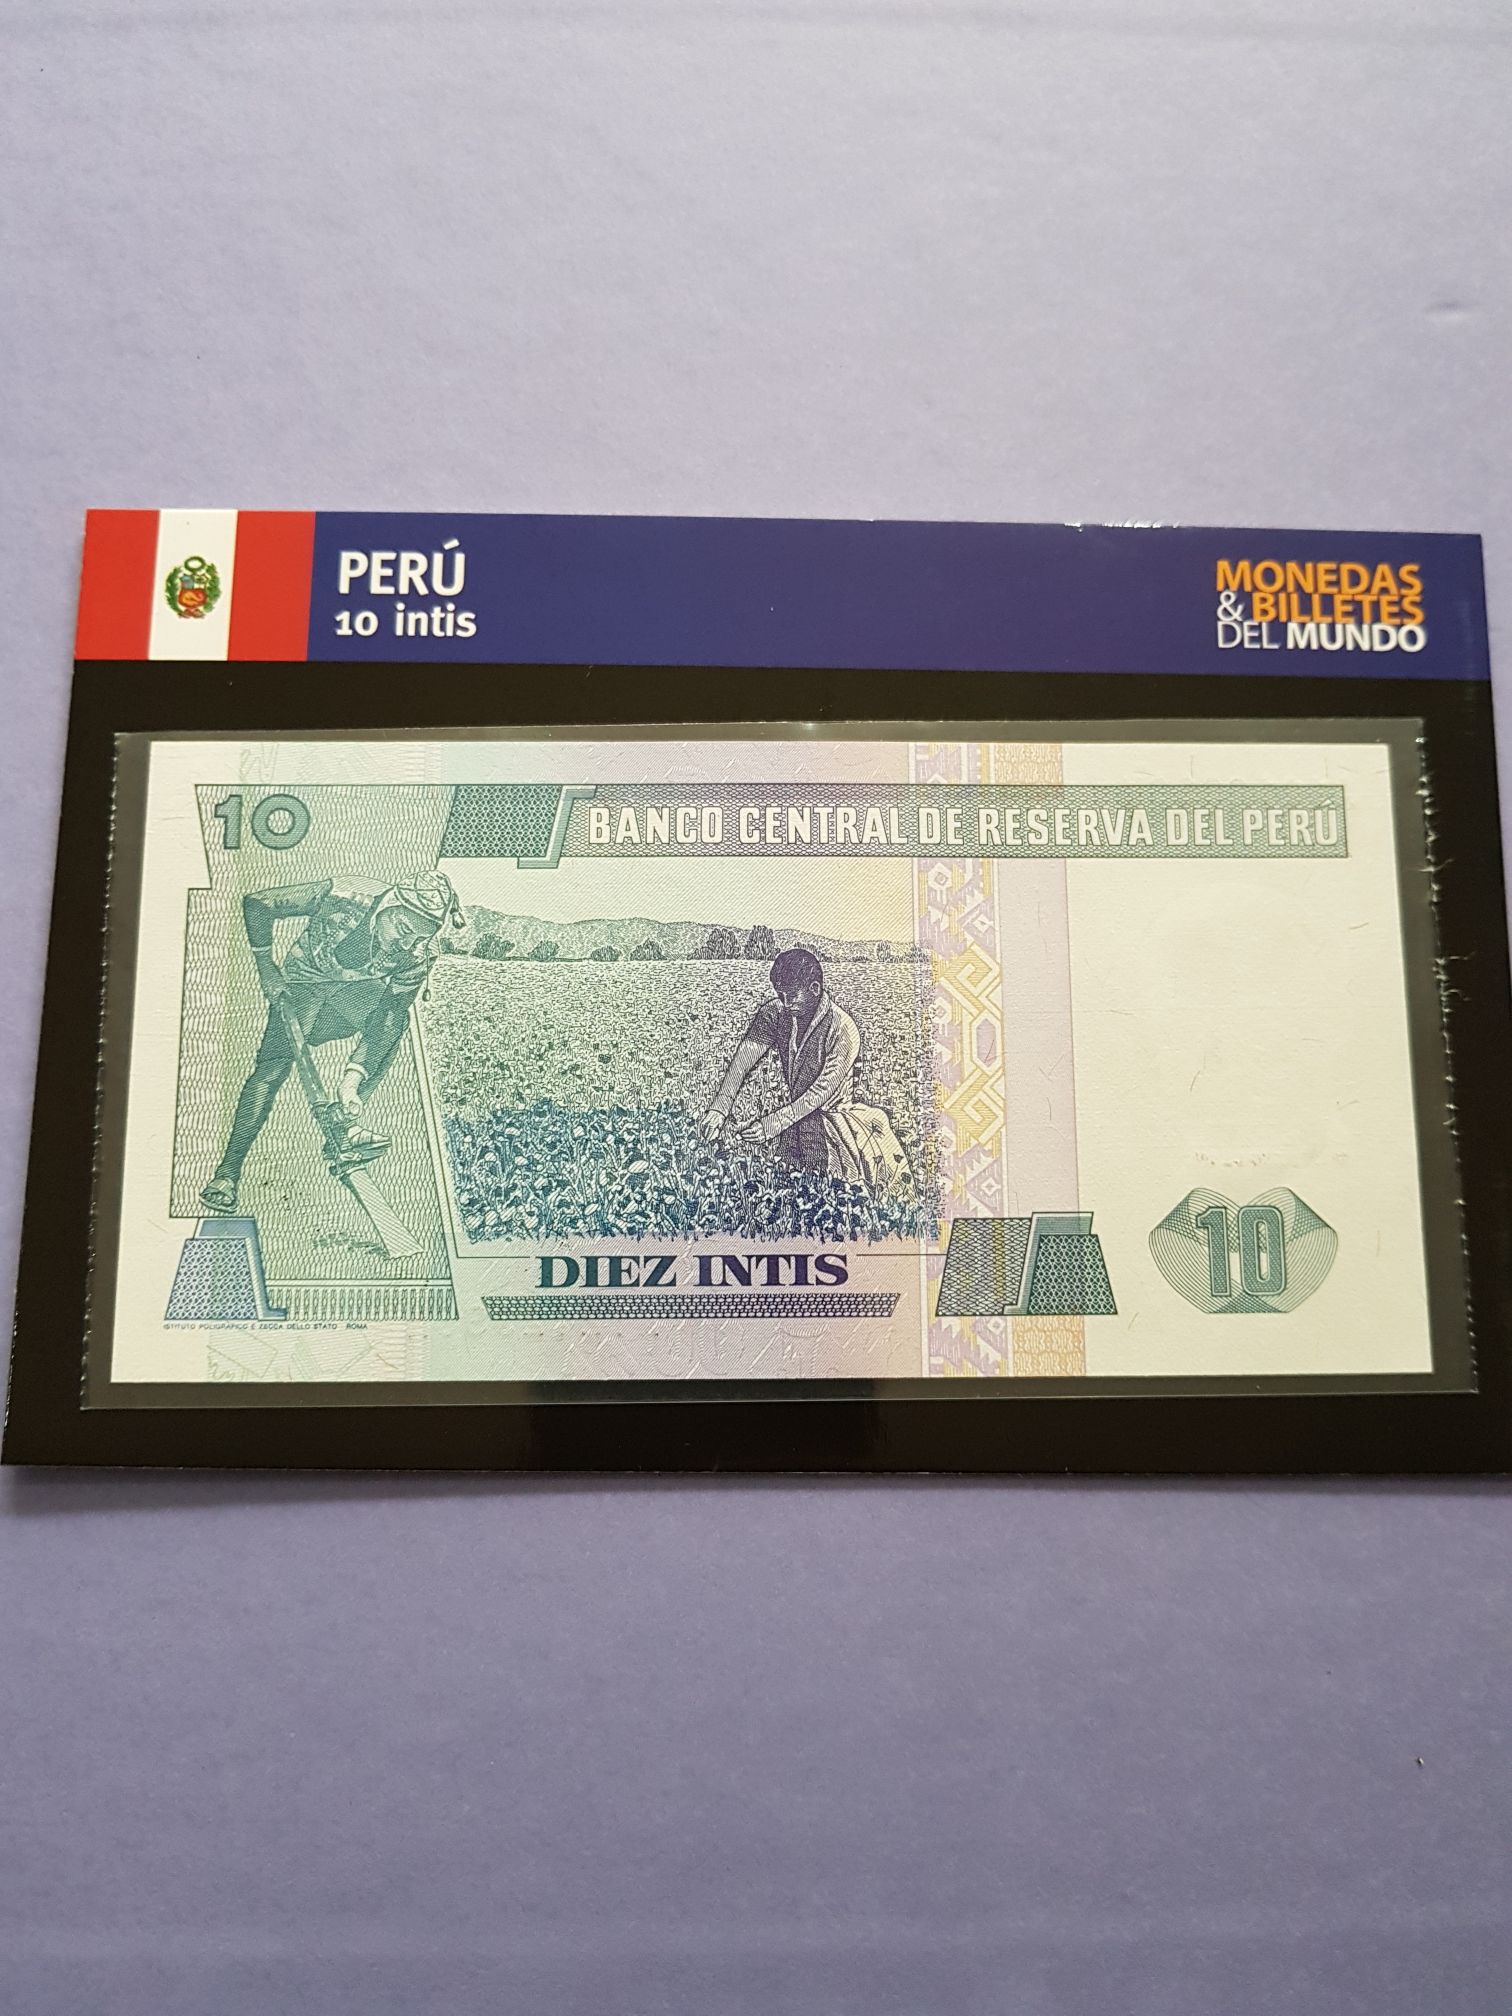 PERÚ
10 intis
MONEDAS
& BILLETES
DEL MUNDO
10
BANCO CENTRAL DE RESERVA DEL PERÚ
DIEZ INTIS
10
ISTITUTO POLIGRAFICO E ZECCA DELLO STATO - ROMA